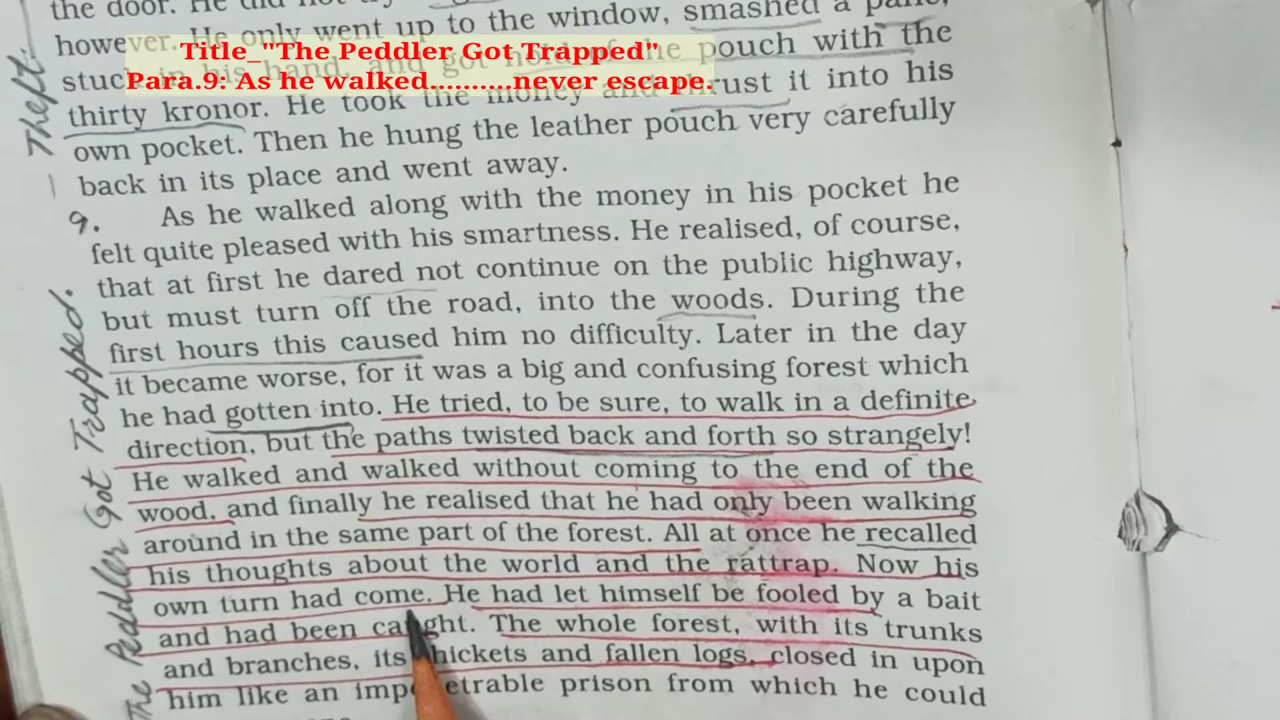 the door. He did not try
however. He only went up to the window, smashed a pane,
Title_"The Peddler Got Trapped"
stuck in his hand, and got hold of the pouch with the
Para.9: As he walked..........never escape.
thirty kronor. He took the money and thrust it into his
own pocket. Then he hung the leather pouch very carefully
back in its place and went away.
Theft.
9. As he walked along with the money in his pocket he
felt quite pleased with his smartness. He realised, of course,
that at first he dared not continue on the public highway,
but must turn off the road, into the woods. During the
first hours this caused him no difficulty. Later in the day
it became worse, for it was a big and confusing forest which
he had gotten into. He tried, to be sure, to walk in a definite
direction, but the paths twisted back and forth so strangely!
He walked and walked without coming to the end of the
wood, and finally he realised that he had only been walking
around in the same part of the forest. All at once he recalled
his thoughts about the world and the rattrap. Now his
own turn had come. He had let himself be fooled by a bait
and had been caught. The whole forest, with its trunks
and branches, its thickets and fallen logs, closed in upon
him like an impenetrable prison from which he could
The Peddler Got Trapped.